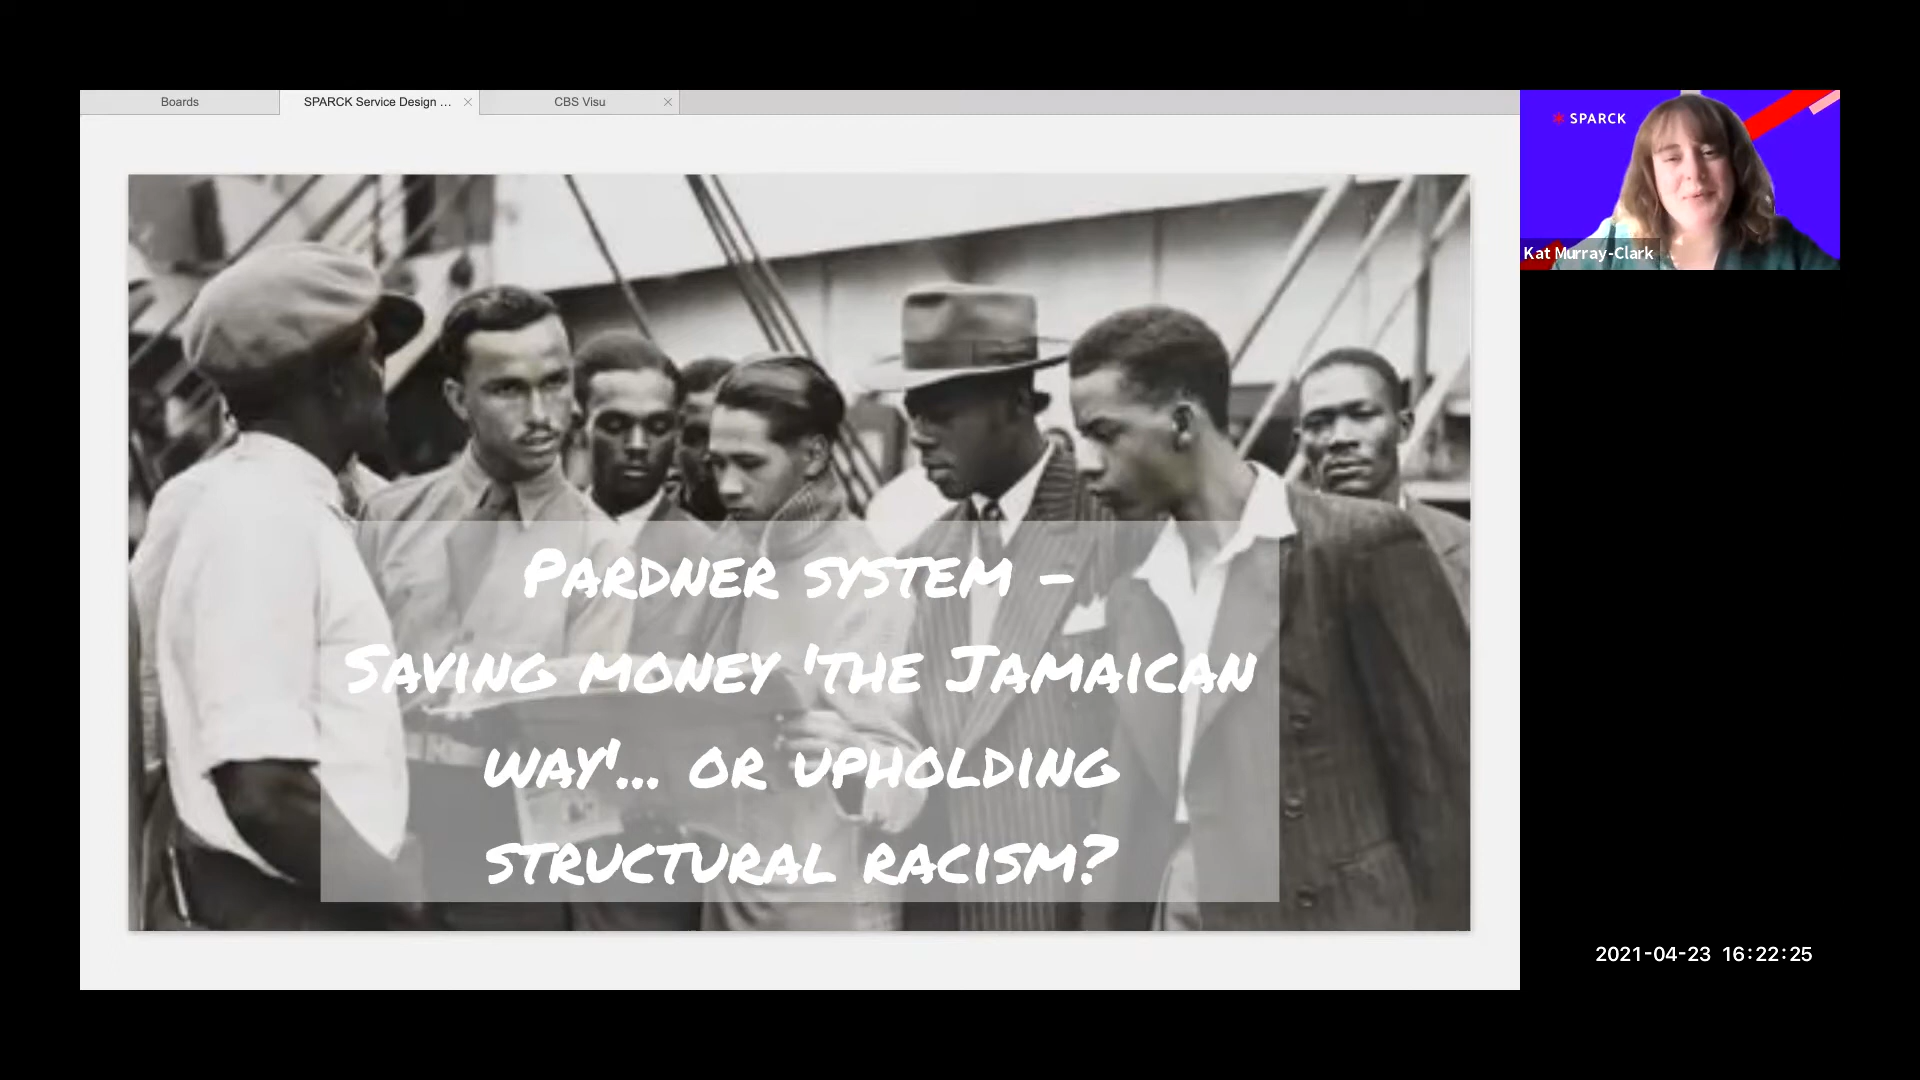 Boards
SPARCK Service Design ...
CBS Visu
SPARCK
Kat Murray-Clark
Pardner system -
Saving money 'the Jamaican
way'... or upholding
structural racism?
2021-04-23 16:22:25